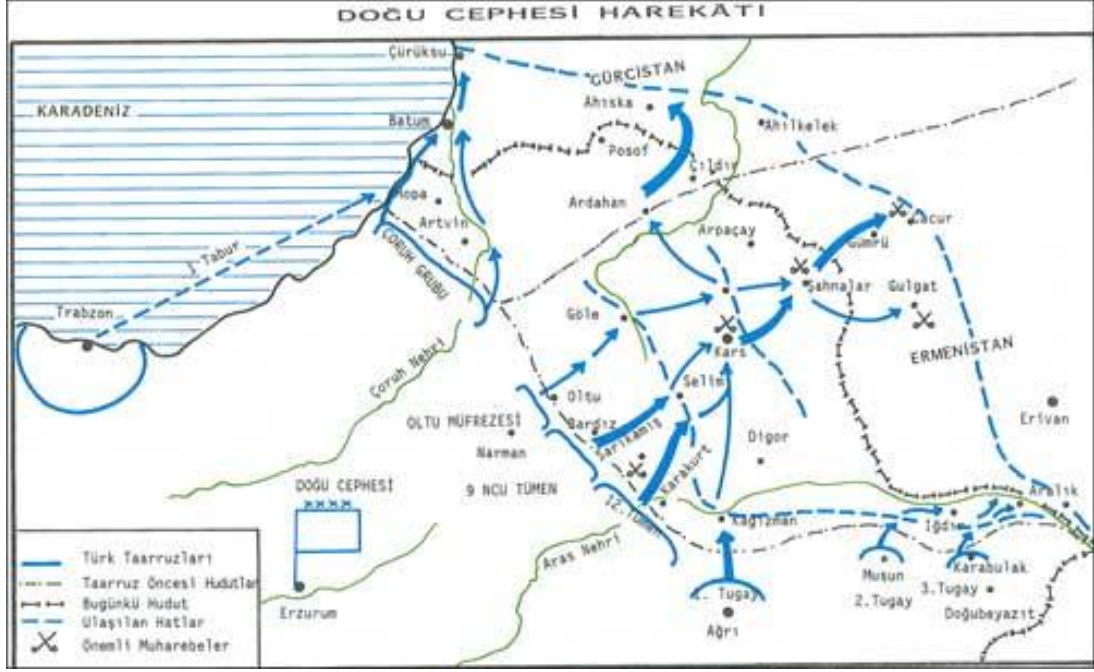 DOĞU CEPHESİ HAREKÂTI
Çürüksu
GÜRCİSTAN
KARADENİZ
Ahıska
Batum
Ahilkelek
Posof
Çıldır
Hopa
Ardahan
Artvin
Arpaçay
Gümrü
1 Tabur
ÇORUH GRUBU
Şahnalar
Gulgat
Trabzon
Göle
Kars
ERMENİSTAN
Çoruh Nehri
Selim
Oltu
Erivan
OLTU MÜFREZESİ
Bardız
Sarıkamış
Digor
Narman
Karakurt
DOĞU CEPHESİ
9 NCU TÜMEN
12.Tümen
Aralık
Kağızman
Iğdır
Aras Nehri
Türk Taarruzları
Taarruz Öncesi Hudutlar
Bugünkü Hudut
Ulaşılan Hatlar
Önemli Muharebeler
Erzurum
Tugay
Ağrı
Musun
2.Tugay
Karabulak
3.Tugay
Doğubeyazıt